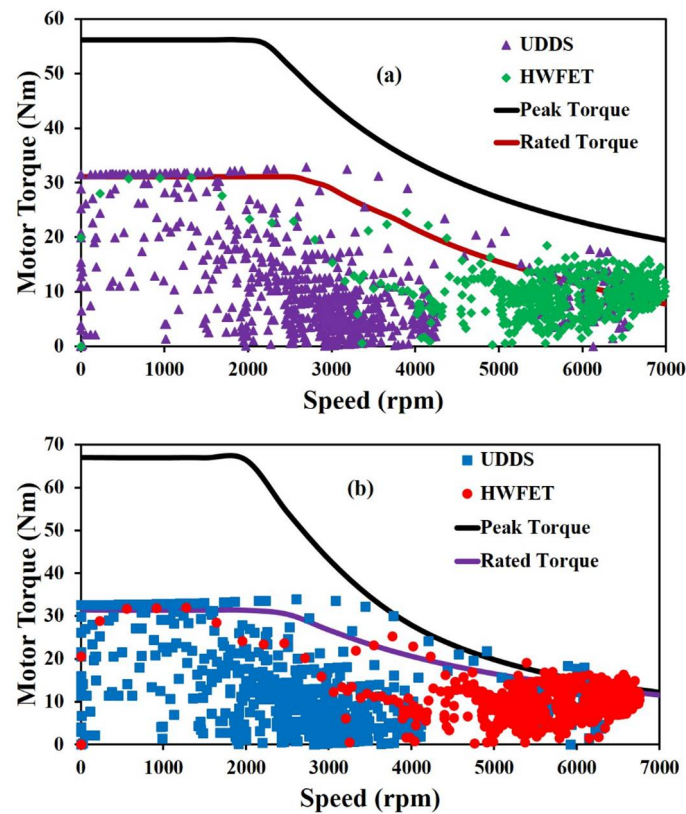 60
50
40
30
20
10
0
Motor Torque (Nm)
(a)
UDDS
HWFET
Peak Torque
Rated Torque
0 1000 2000 3000 4000 5000 6000 7000
Speed (rpm)
70
60
50
40
30
20
10
0
Motor Torque (Nm)
(b)
UDDS
HWFET
Peak Torque
Rated Torque
0 1000 2000 3000 4000 5000 6000 7000
Speed (rpm)